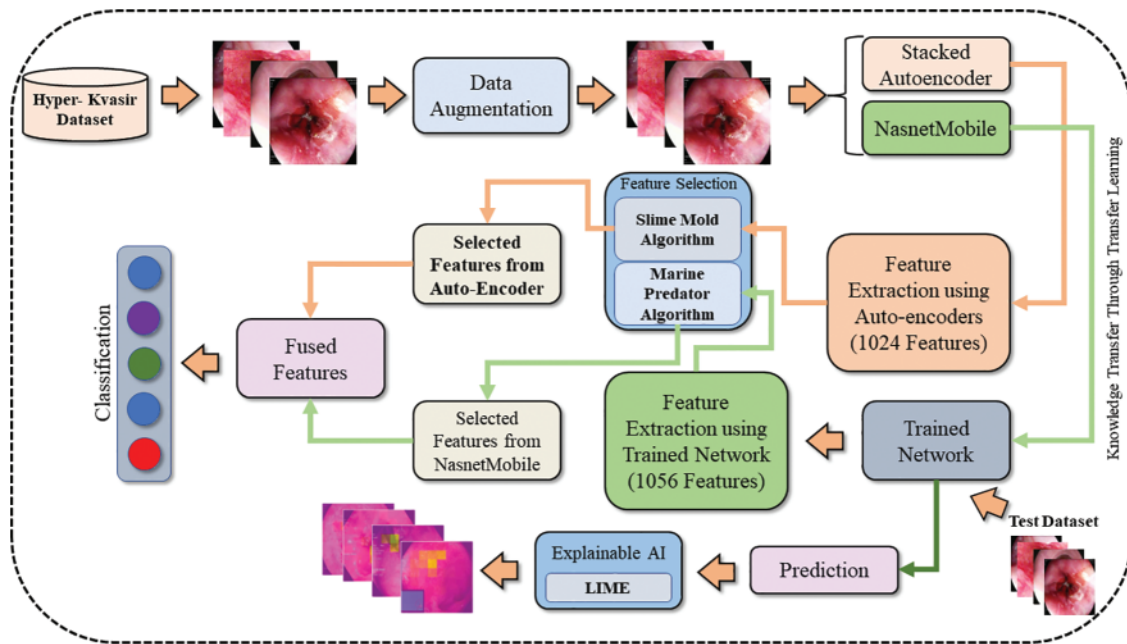 Hyper- Kvasir
Dataset
Data
Augmentation
Stacked
Autoencoder
NasnetMobile
Knowledge Transfer Through Transfer Learning
Feature Selection
Slime Mold
Algorithm
Marine
Predator
Algorithm
Selected
Features from
Auto-Encoder
Feature
Extraction using
Auto-encoders
(1024 Features)
Classification
Fused
Features
Selected
Features from
NasnetMobile
Feature
Extraction using
Trained Network
(1056 Features)
Trained
Network
Test Dataset
Prediction
Explainable AI
LIME